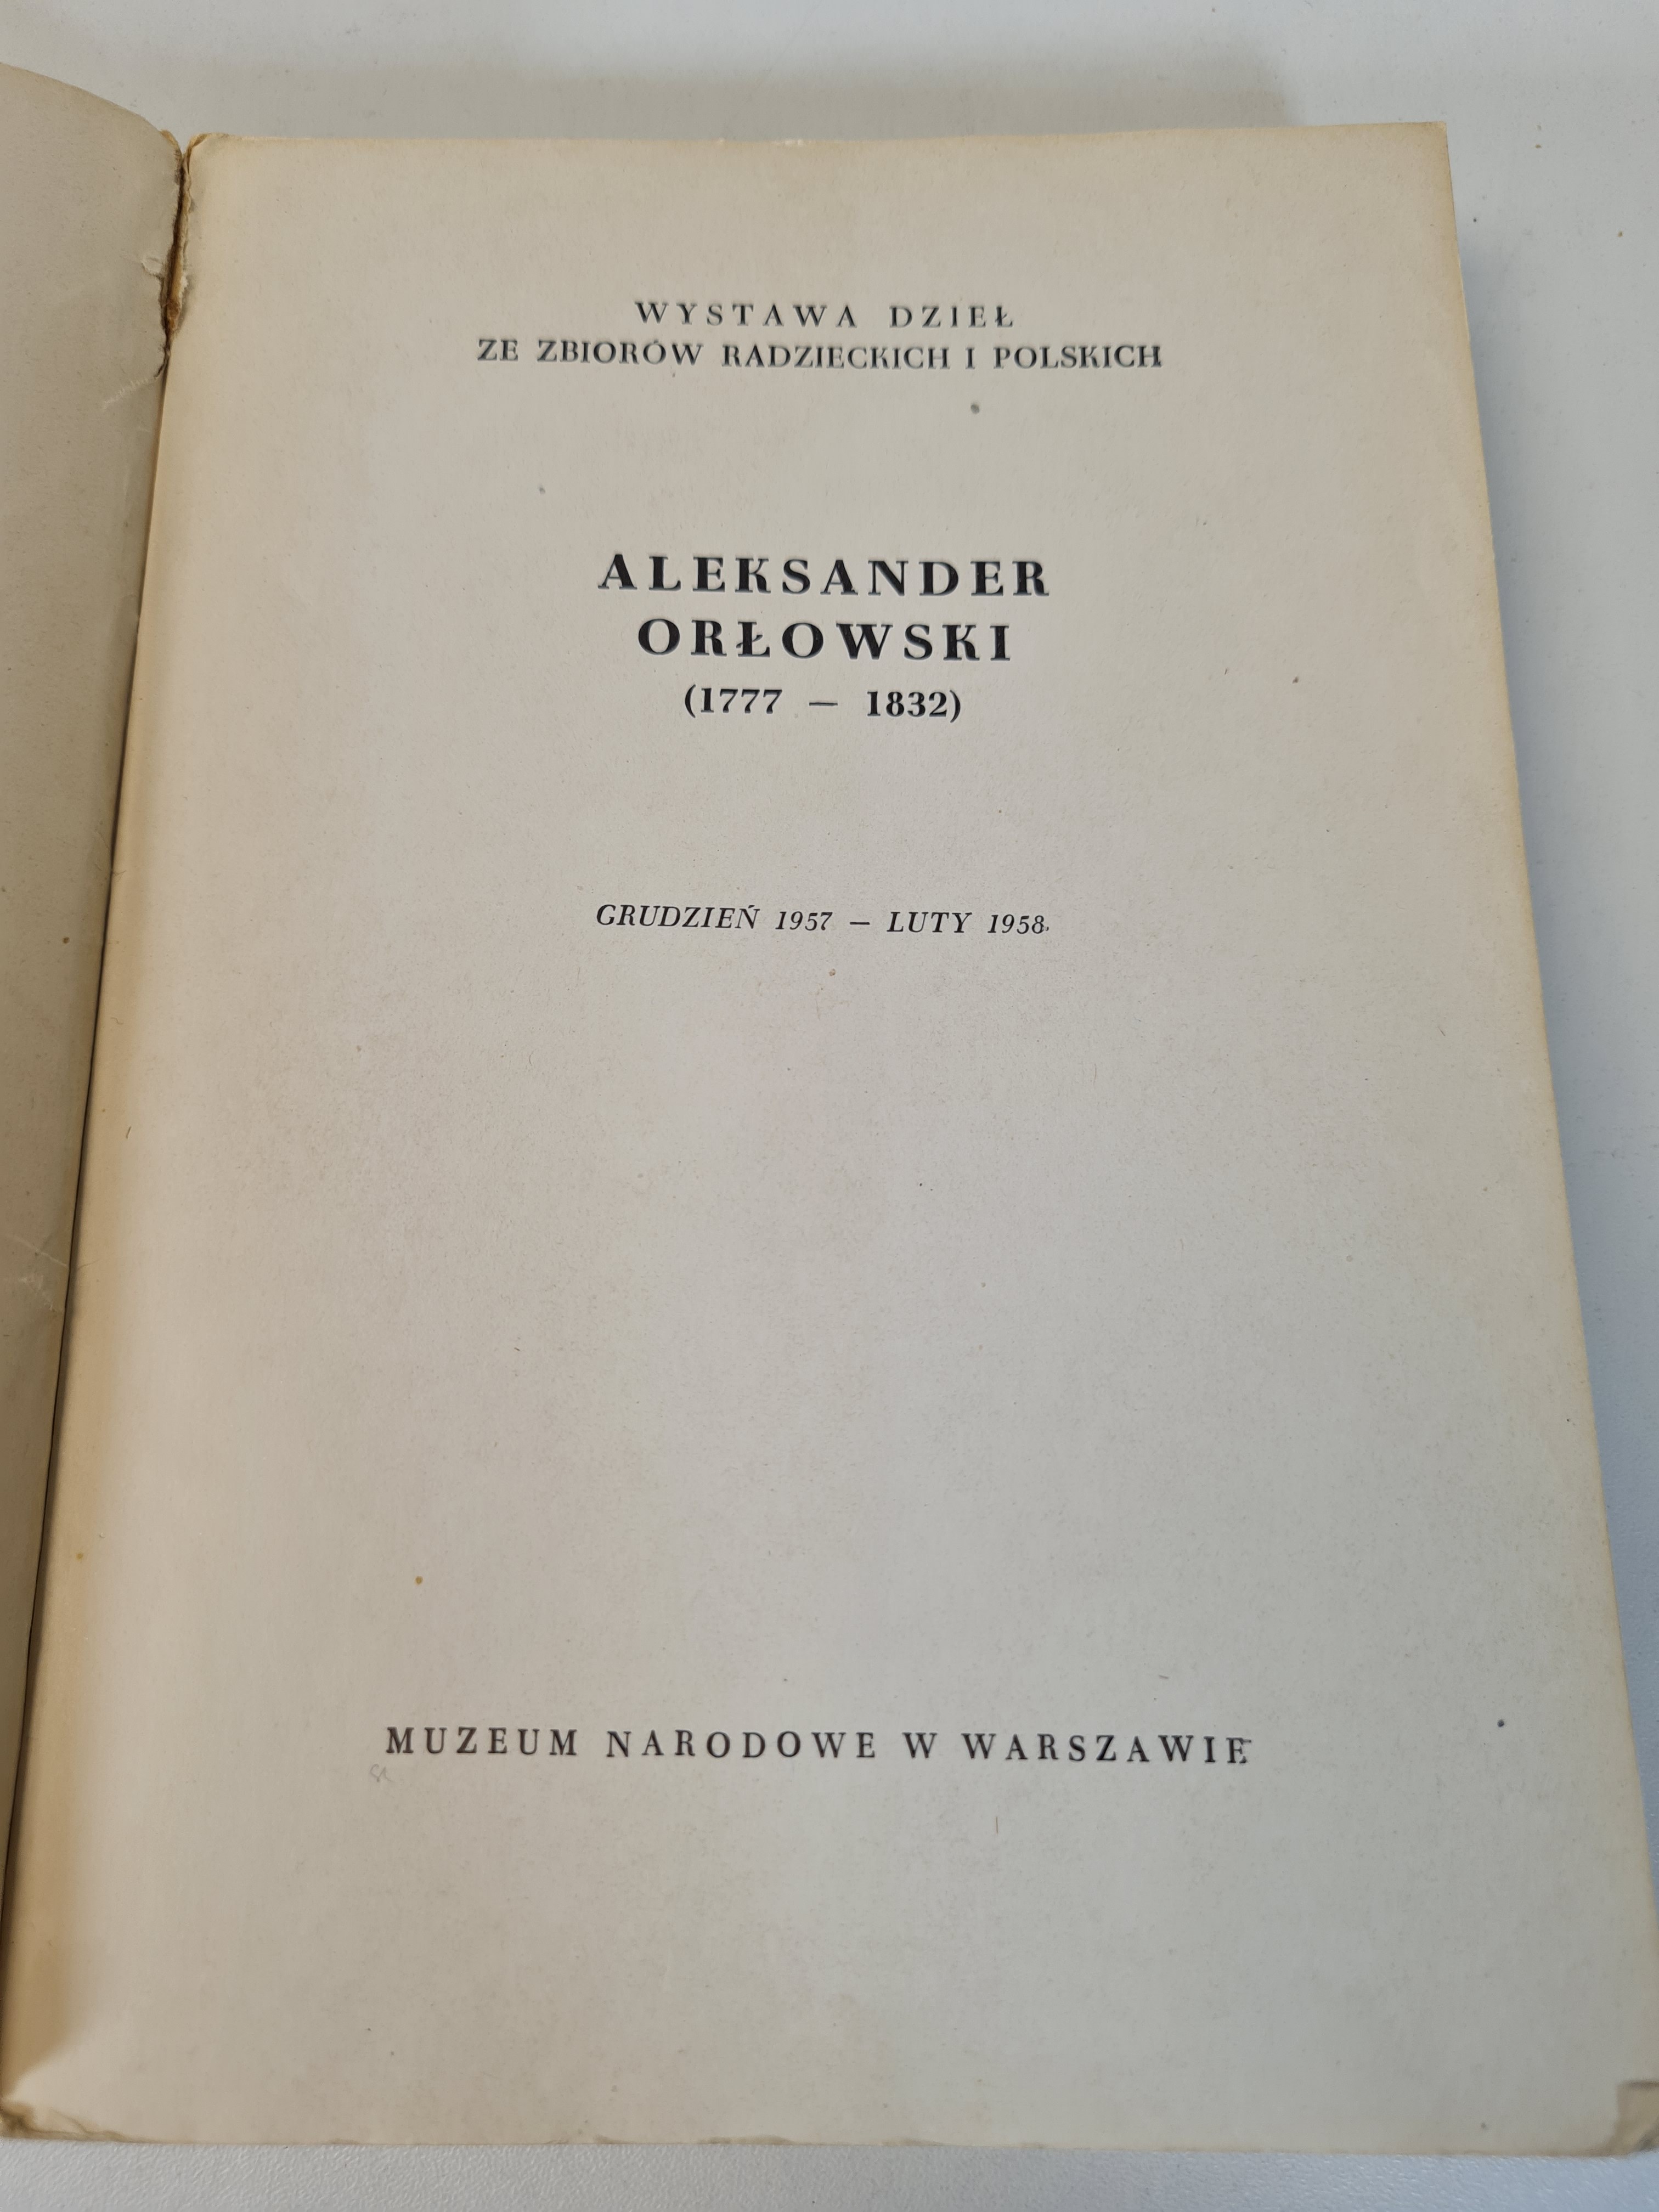 WYSTAWA DZIEŁ
ZE ZBIORÓW RADZIECKICH I POLSKICH
ALEKSANDER
ORŁOWSKI
(1777 — 1832)
GRUDZIEŃ 1957 — LUTY 1958
MUZEUM NARODOWE W WARSZAWIE